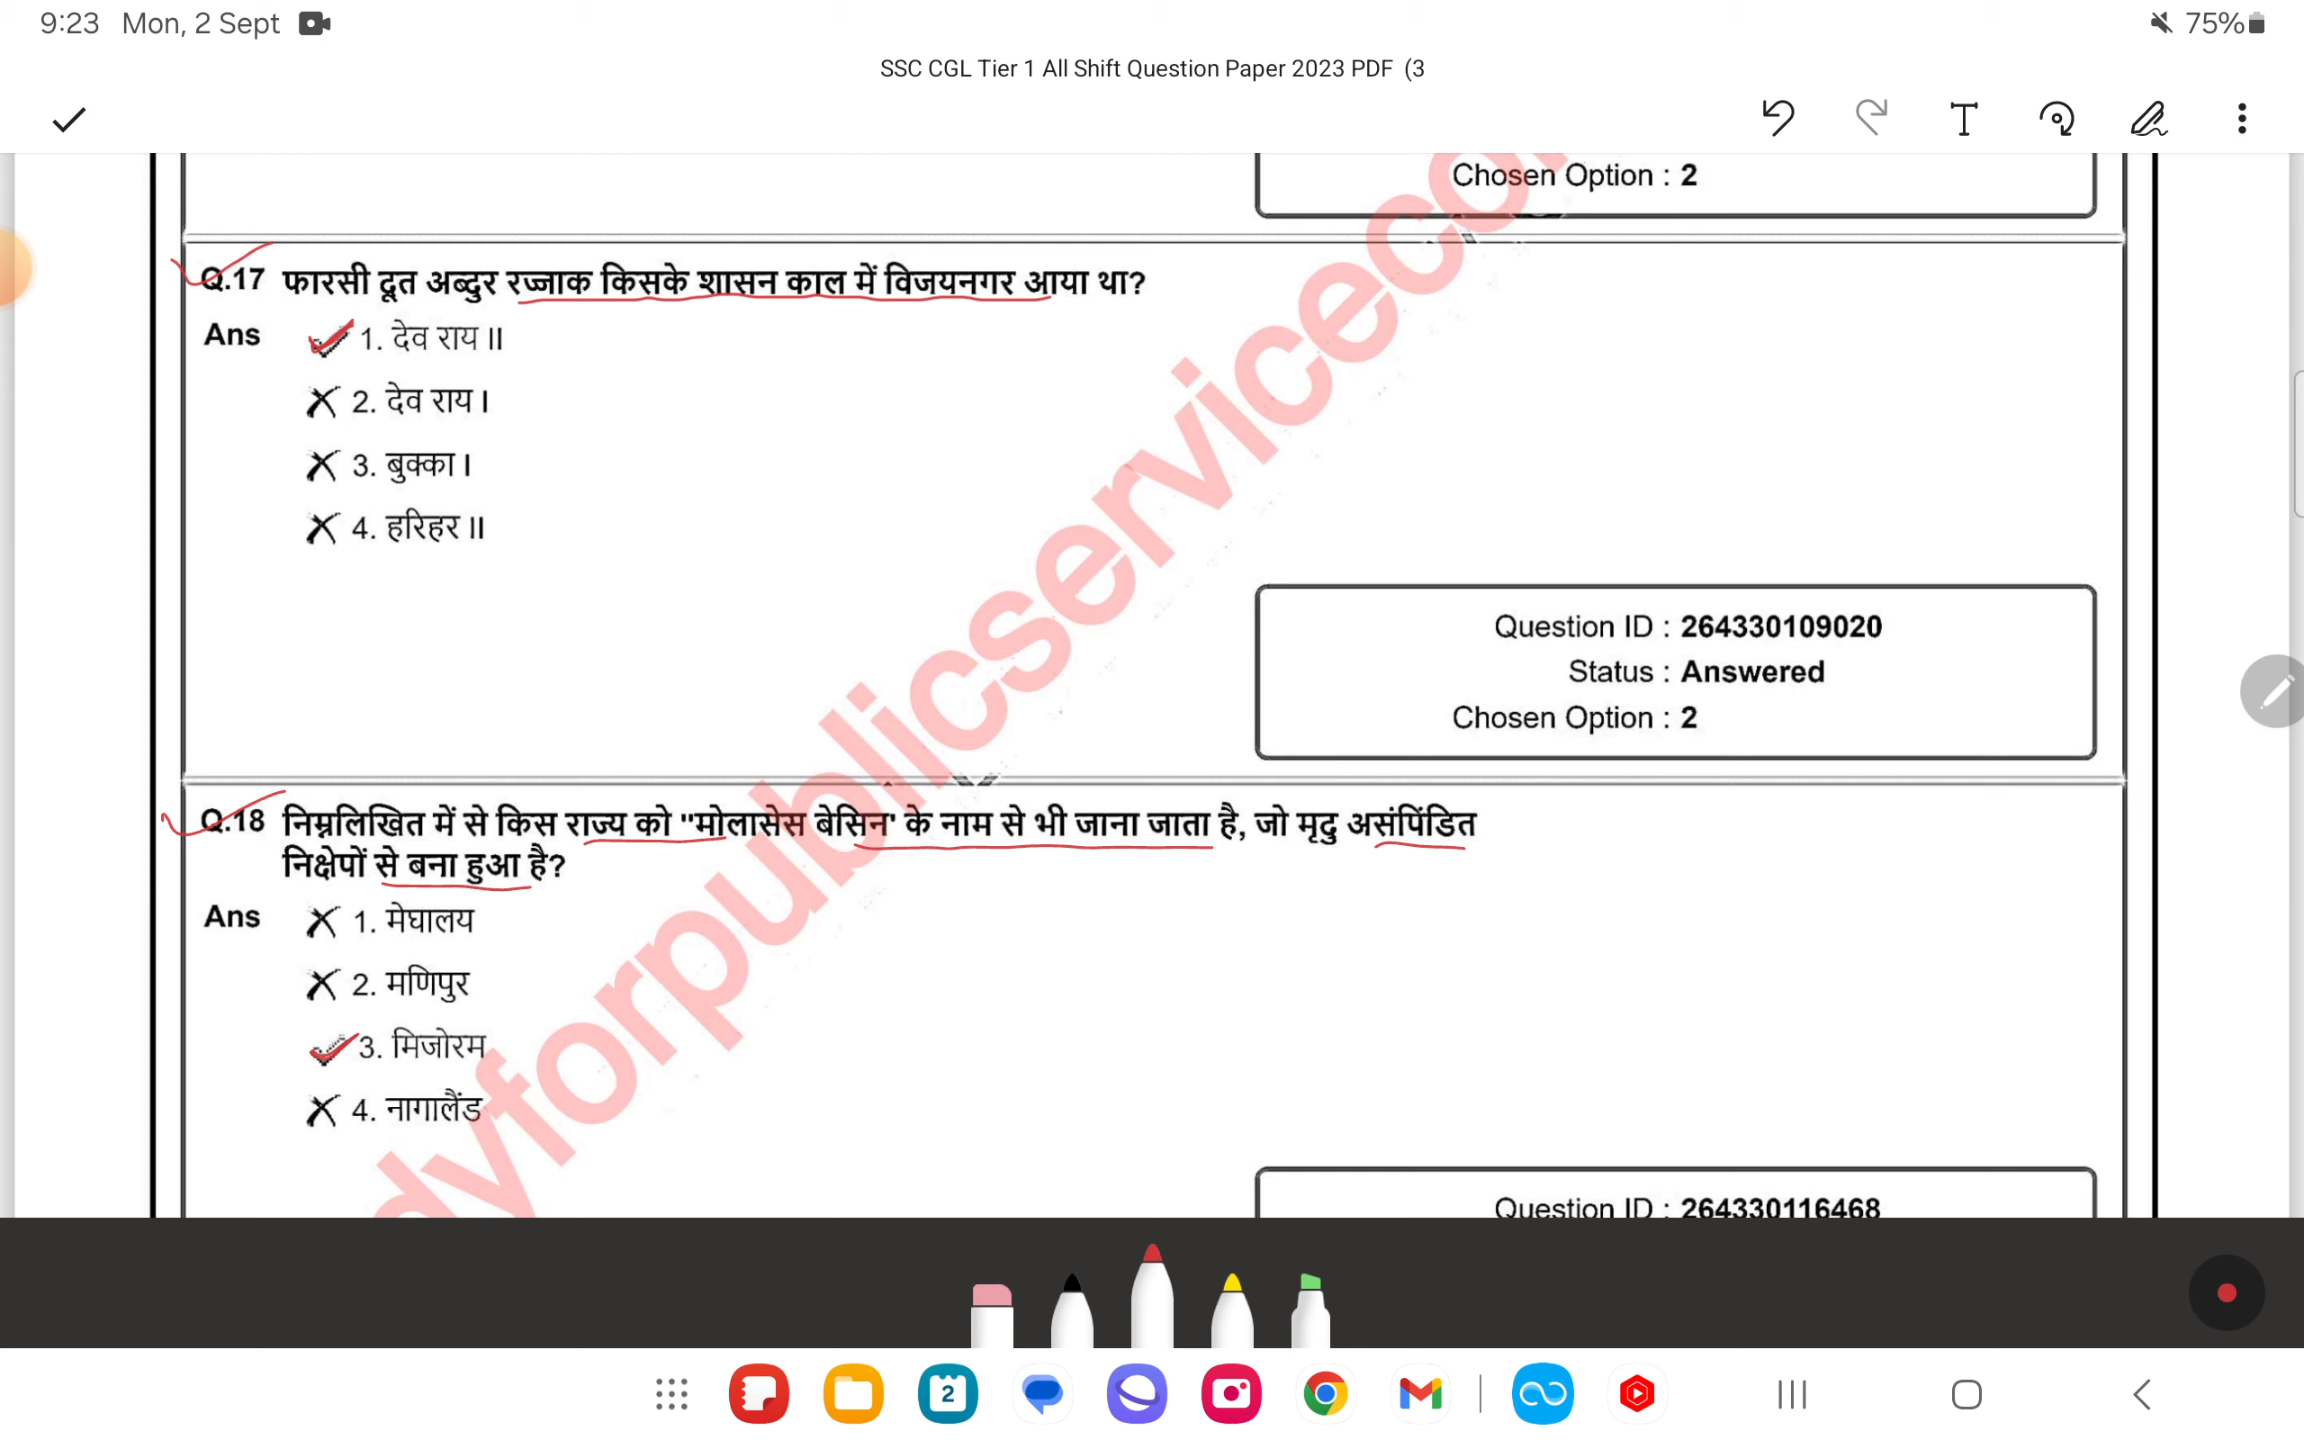 9:23 Mon, 2 Sept
75%
SSC CGL Tier 1 All Shift Question Paper 2023 PDF (3
Chosen Option : 2
Q.17 फारसी दूत अब्दुर रज्जाक किसके शासन काल में विजयनगर आया था?
Ans 1. देव राय II
2. देव राय I
3. बुक्का I
4. हरिहर II
Question ID : 264330109020
Status : Answered
Chosen Option : 2
Q.18 निम्नलिखित में से किस राज्य को "मोलासेस बेसिन' के नाम से भी जाना जाता है, जो मृदु असंपिंडित
निक्षेपों से बना हुआ है?
Ans 1. मेघालय
2. मणिपुर
3. मिजोरम
4. नागालैंड
Question ID : 264330116468
dyforpublicservicecom
2